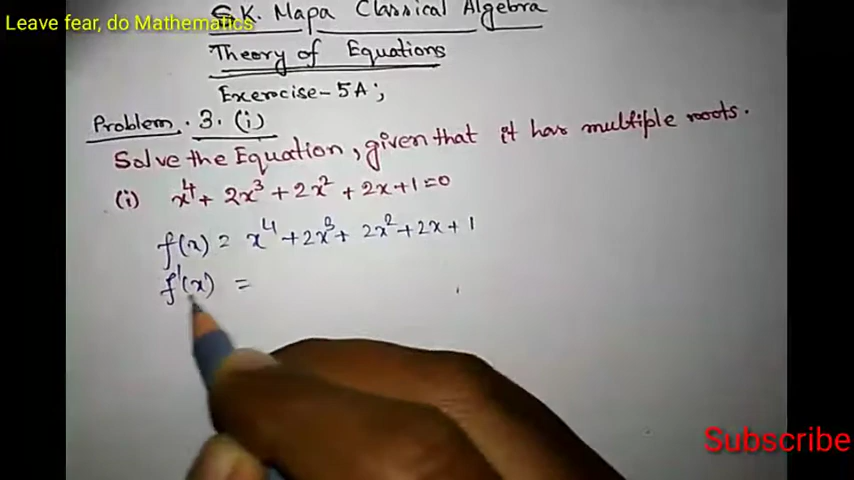 Leave fear, do Mathematics
S.K. Mapa Classical Algebra
Theory of Equations
Exercise-5A;
Problem. 3. (i)
Solve the Equation, given that it has multiple roots.
(i) x⁴ + 2x³ + 2x² + 2x + 1 = 0
f(x) = x⁴ + 2x³ + 2x² + 2x + 1
f'(x) =
Subscribe